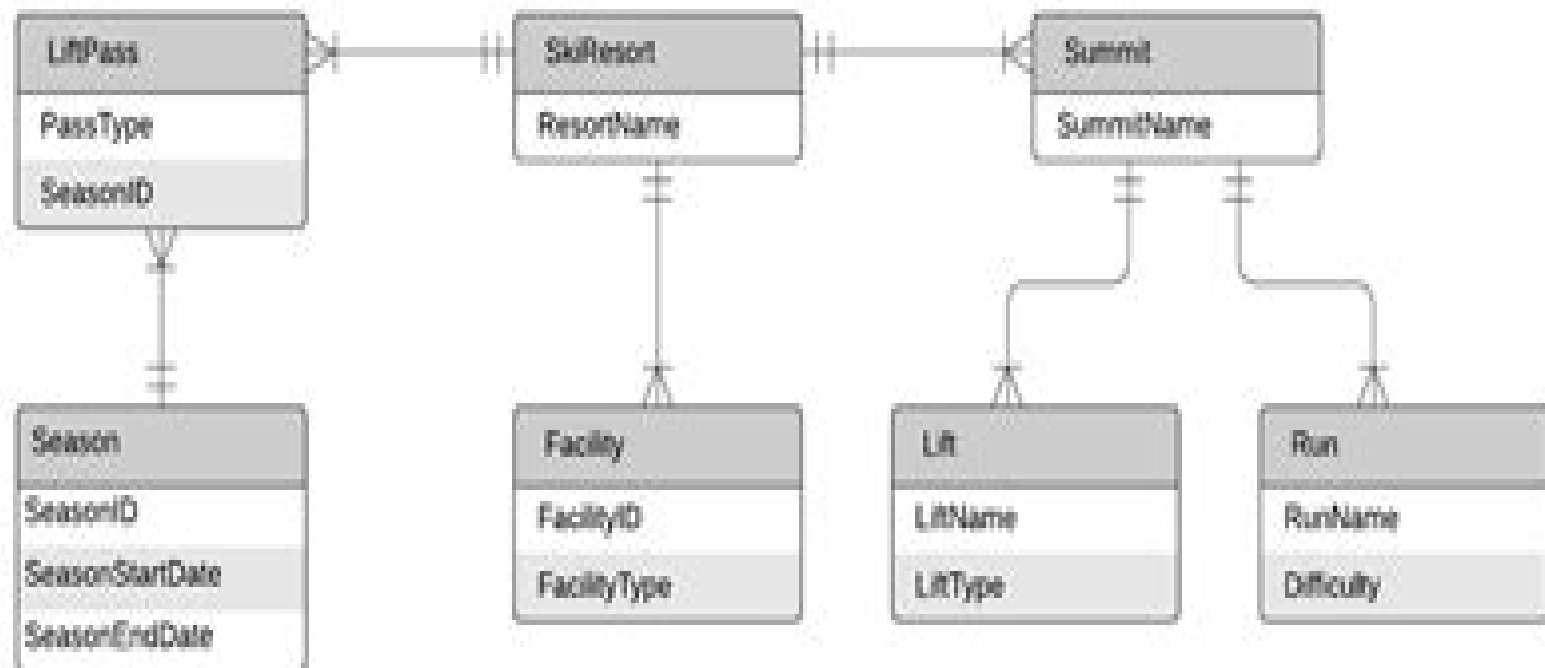 LiftPass
PassType
SeasonID
SkiResort
ResortName
Summit
SummitName
Season
SeasonID
SeasonStartDate
SeasonEndDate
Facility
FacilityID
FacilityType
Lift
LiftName
LiftType
Run
RunName
Difficulty